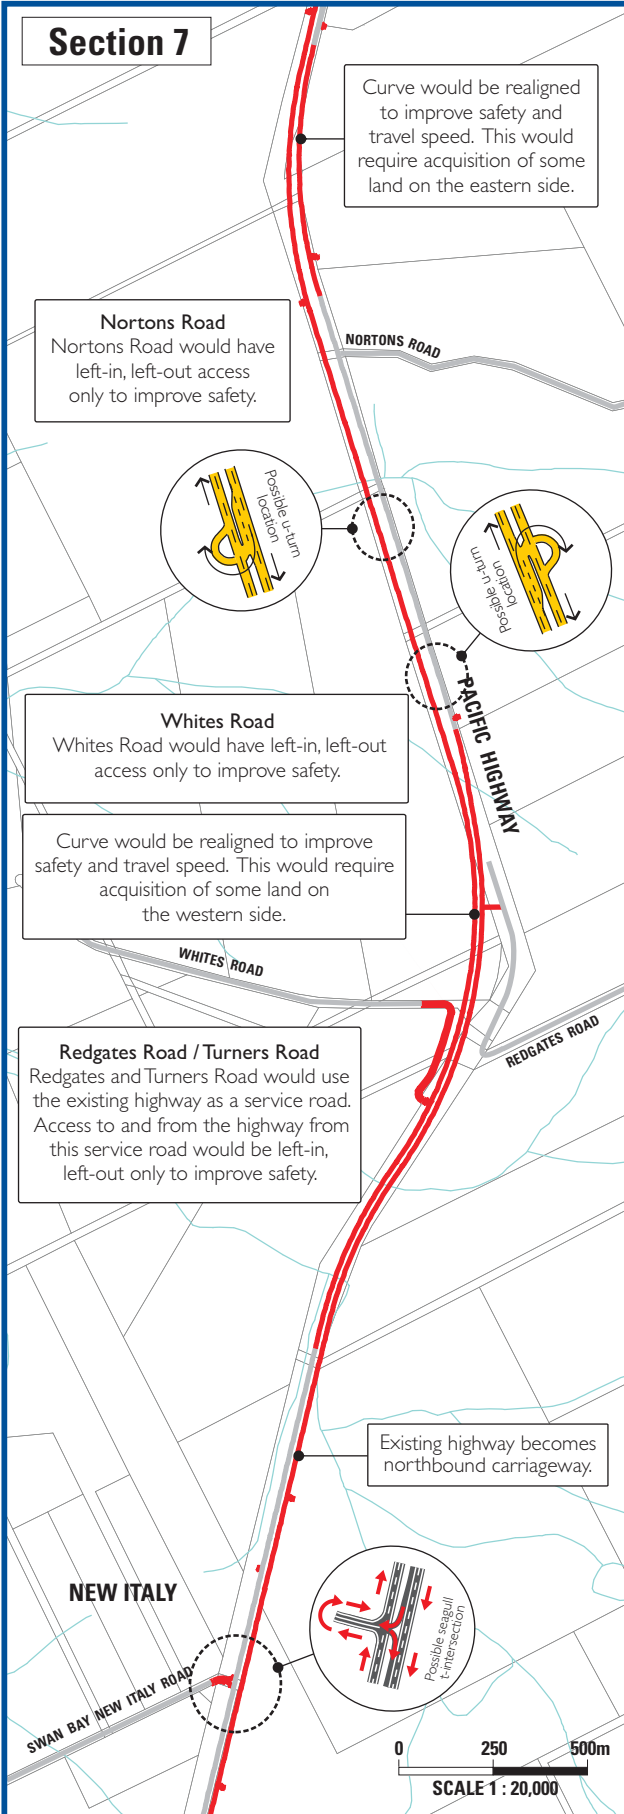 Section 7
Curve would be realigned
to improve safety and
travel speed. This would
require acquisition of some
land on the eastern side.
Nortons Road
Nortons Road would have
left-in, left-out access
only to improve safety.
NORTONS ROAD
Possible u-turn
location
Possible u-turn
location
PACIFIC HIGHWAY
Whites Road
Whites Road would have left-in, left-out
access only to improve safety.
Curve would be realigned to improve
safety and travel speed. This would require
acquisition of some land on
the western side.
WHITES ROAD
REDGATES ROAD
Redgates Road / Turners Road
Redgates and Turners Road would use
the existing highway as a service road.
Access to and from the highway from
this service road would be left-in,
left-out only to improve safety.
Existing highway becomes
northbound carriageway.
NEW ITALY
Possible seagull
t-intersection
SWAN BAY NEW ITALY ROAD
0 250 500m
SCALE 1 : 20,000